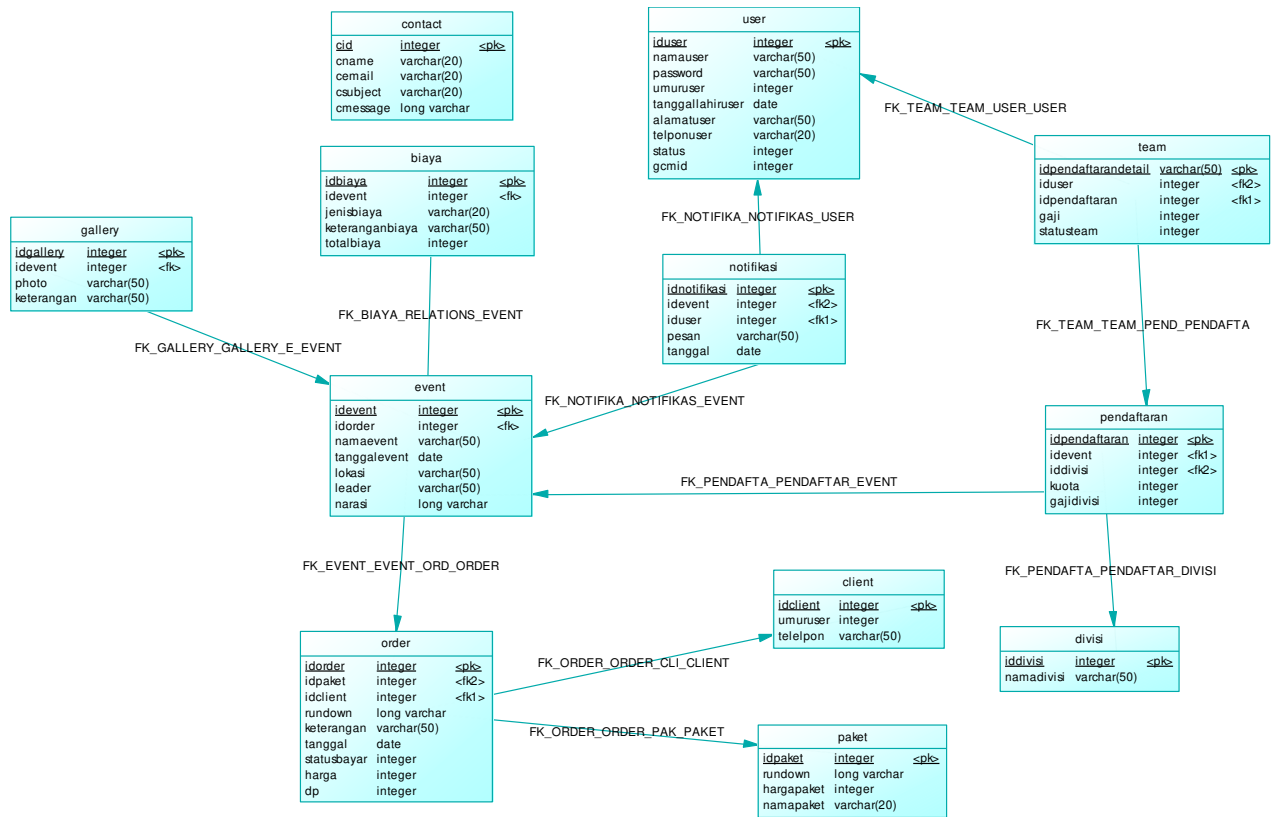 contact
cid integer <pk>
cname varchar(20)
cemail varchar(20)
csubject varchar(20)
cmessage long varchar
user
iduser integer <pk>
namauser varchar(50)
password varchar(50)
umuruser integer
tanggallahiruser date
alamatuser varchar(50)
telponuser varchar(20)
status integer
gcmid integer
FK_TEAM_TEAM_USER_USER
team
idpendaftarandetail varchar(50) <pk>
iduser integer <fk2>
idpendaftaran integer <fk1>
gaji integer
statusteam integer
biaya
idbiaya integer <pk>
idevent integer <fk>
jenisbiaya varchar(20)
keteranganbiaya varchar(50)
totalbiaya integer
gallery
idgallery integer <pk>
idevent integer <fk>
photo varchar(50)
keterangan varchar(50)
FK_NOTIFIKA_NOTIFIKAS_USER
notifikasi
idnotifikasi integer <pk>
idevent integer <fk2>
iduser integer <fk1>
pesan varchar(50)
tanggal date
FK_BIAYA_RELATIONS_EVENT
FK_TEAM_TEAM_PEND_PENDAFTA
FK_GALLERY_GALLERY_E_EVENT
event
idevent integer <pk>
idorder integer <fk>
namaevent varchar(50)
tanggalevent date
lokasi varchar(50)
leader varchar(50)
narasi long varchar
FK_NOTIFIKA_NOTIFIKAS_EVENT
pendaftaran
idpendaftaran integer <pk>
idevent integer <fk1>
iddivisi integer <fk2>
kuota integer
gajidivisi integer
FK_PENDAFTA_PENDAFTAR_EVENT
FK_EVENT_EVENT_ORD_ORDER
FK_PENDAFTA_PENDAFTAR_DIVISI
client
idclient integer <pk>
umuruser integer
telelpon varchar(50)
divisi
iddivisi integer <pk>
namadivisi varchar(50)
order
idorder integer <pk>
idpaket integer <fk2>
idclient integer <fk1>
rundown long varchar
keterangan varchar(50)
tanggal date
statusbayar integer
harga integer
dp integer
FK_ORDER_ORDER_CLI_CLIENT
FK_ORDER_ORDER_PAK_PAKET
paket
idpaket integer <pk>
rundown long varchar
hargapaket integer
namapaket varchar(20)